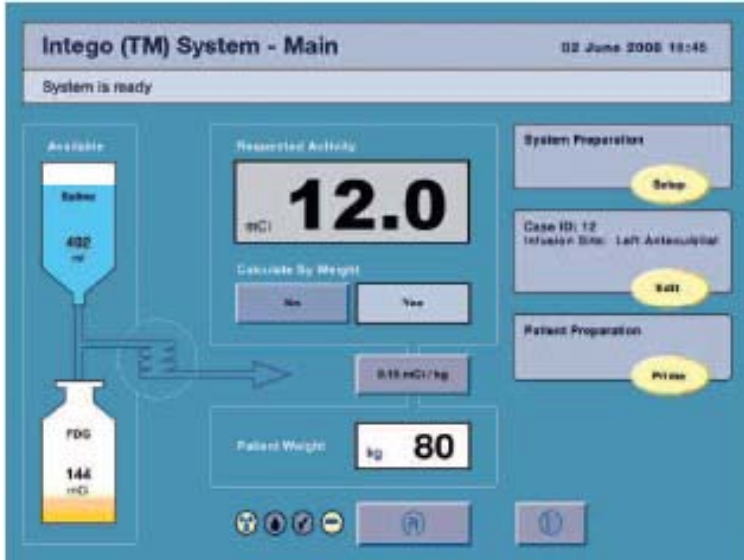 Intego (TM) System - Main
02 June 2008 16:45
System is ready
Available
Saline
402
ml
FDG
144
mCi
Requested Activity
mCi 12.0
Calculate By Weight
No
Yes
0.15 mCi / kg
Patient Weight
kg 80
System Preparation
Setup
Case ID: 12
Infusion Site: Left Antecubital
Edit
Patient Preparation
Prime